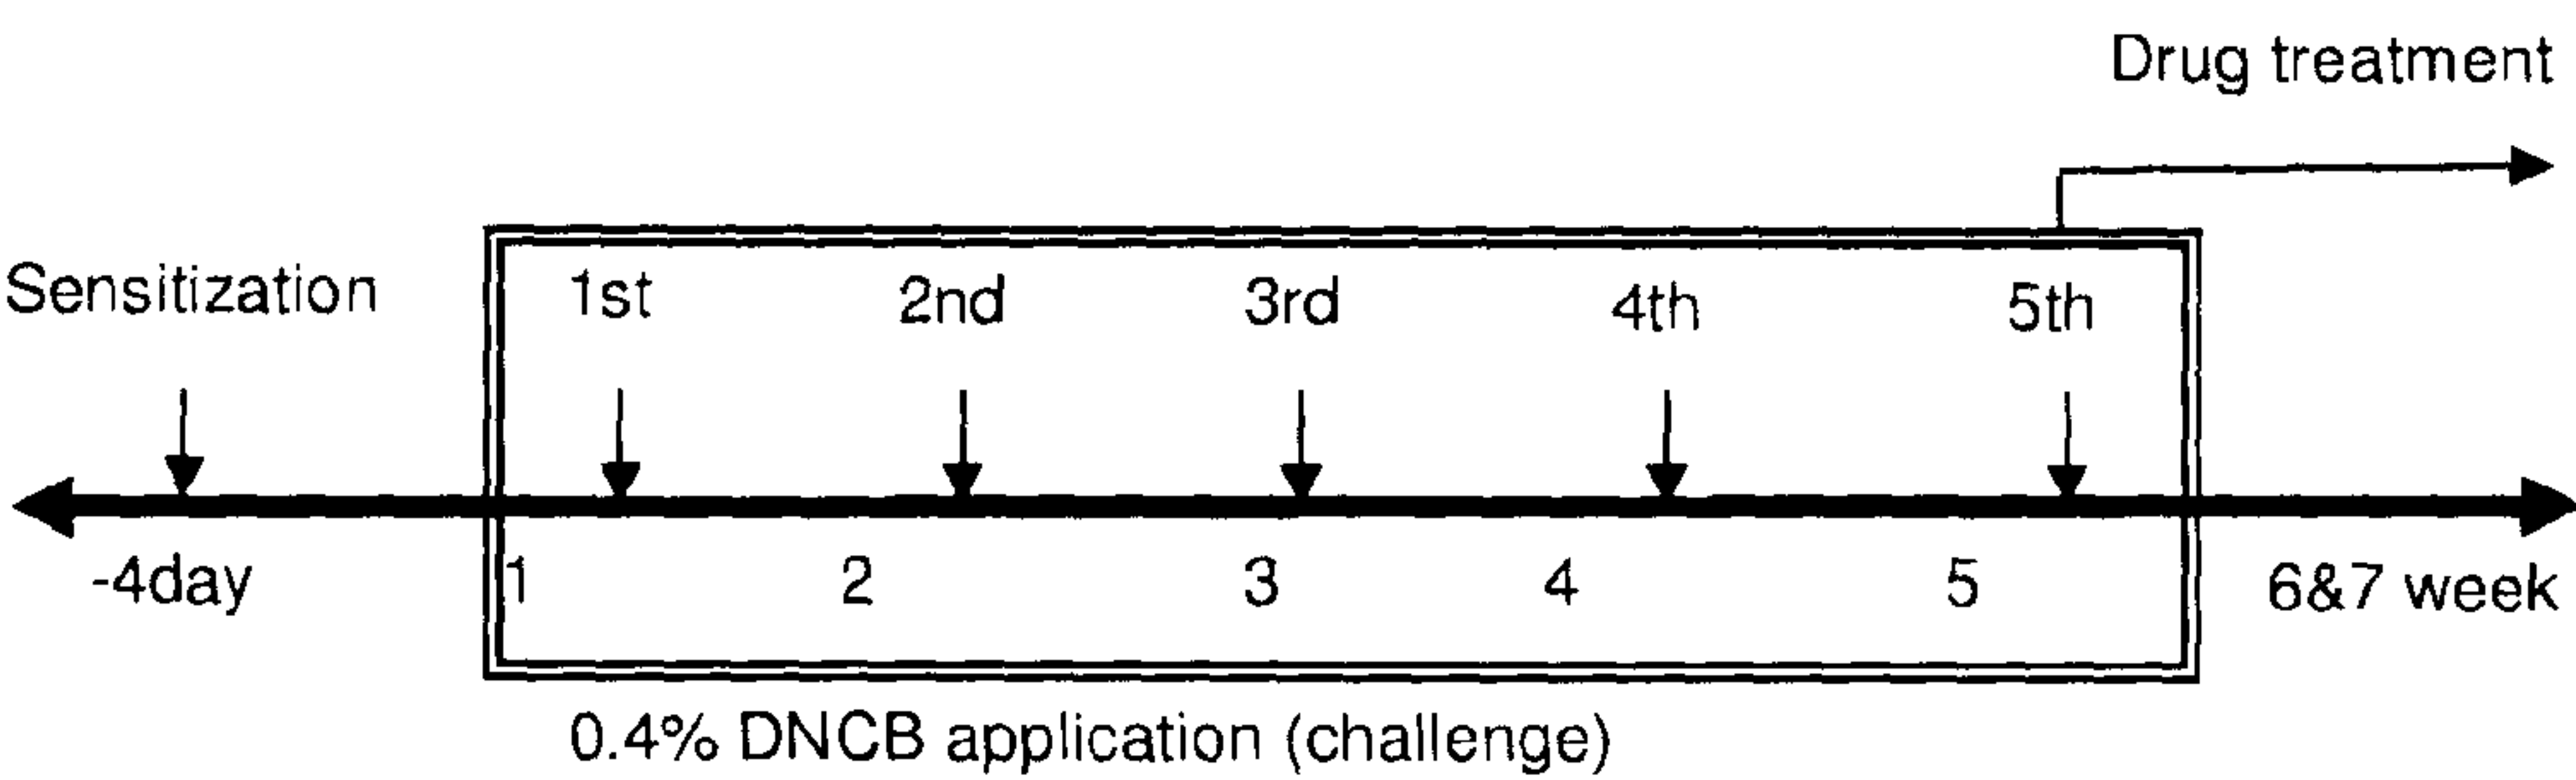 Drug treatment
Sensitization 1st 2nd 3rd 4th 5th
-4day 1 2 3 4 5 6&7 week
0.4% DNCB application (challenge)